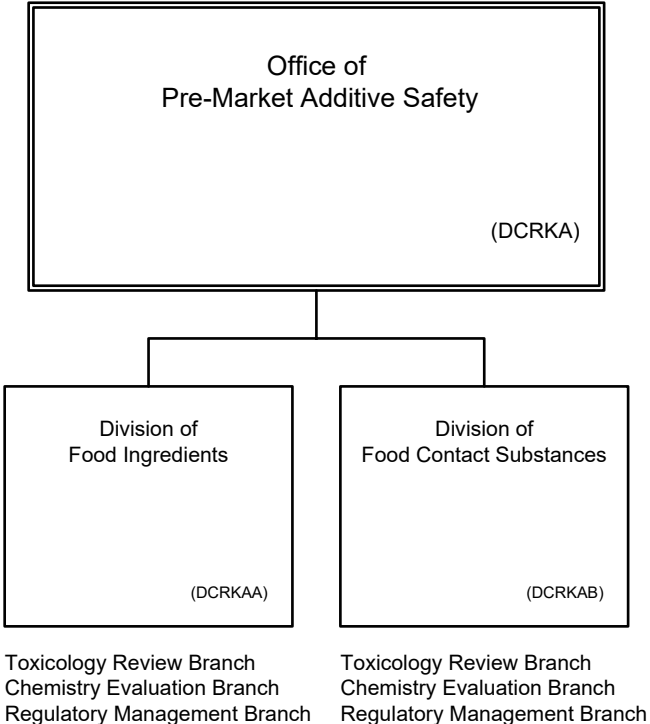 Office of
Pre-Market Additive Safety
(DCRKA)
Division of
Food Ingredients
(DCRKAA)
Toxicology Review Branch
Chemistry Evaluation Branch
Regulatory Management Branch
Division of
Food Contact Substances
(DCRKAB)
Toxicology Review Branch
Chemistry Evaluation Branch
Regulatory Management Branch